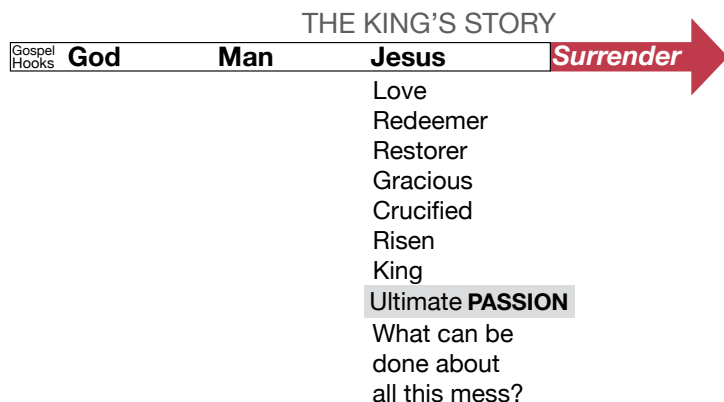 THE KING'S STORY
Gospel
Hooks
God Man Jesus Surrender
Love
Redeemer
Restorer
Gracious
Crucified
Risen
King
Ultimate PASSION
What can be
done about
all this mess?